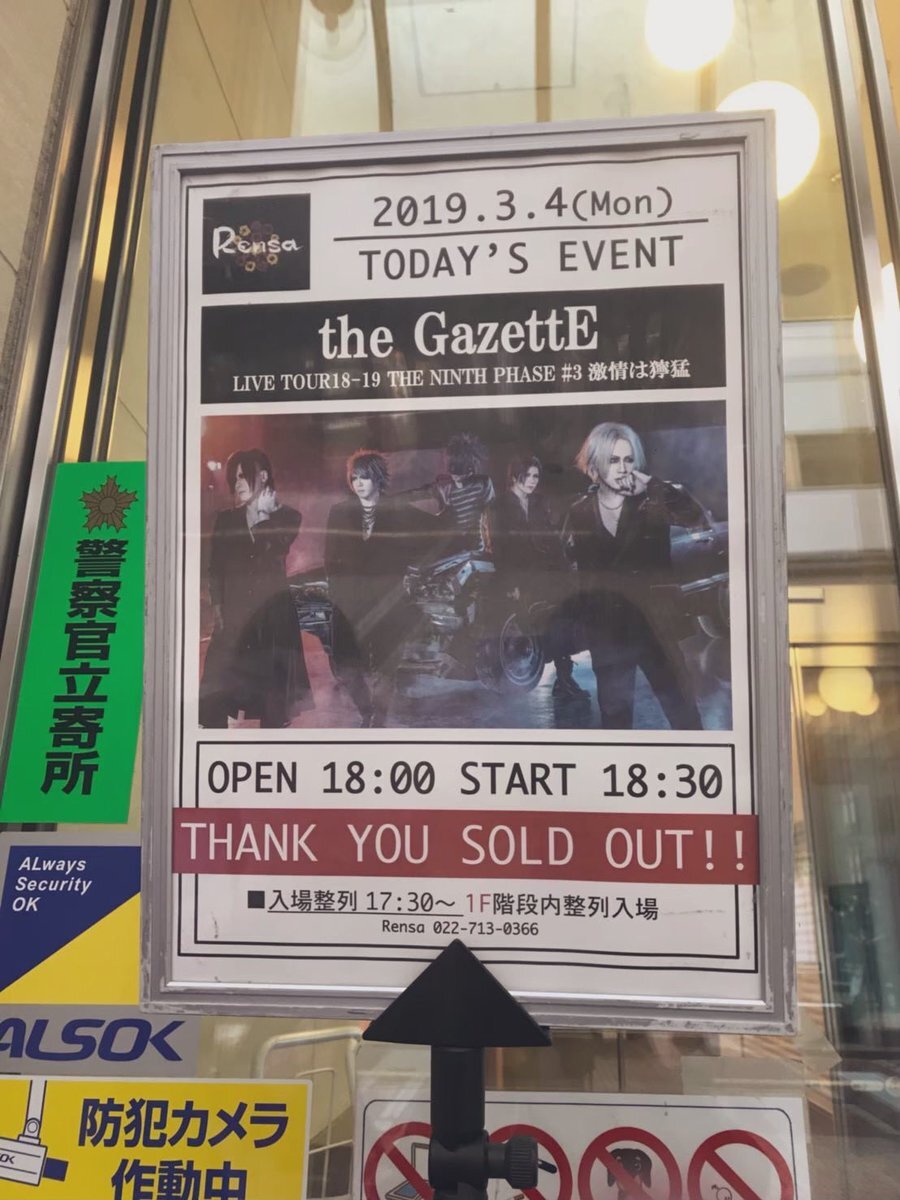 Rensa
2019.3.4(Mon)
TODAY'S EVENT
the GazettE
LIVE TOUR18-19 THE NINTH PHASE #3 激情は獰猛
OPEN 18:00 START 18:30
THANK YOU SOLD OUT!!
■入場整列 17:30〜 1F階段内整列入場
Rensa 022-713-0366
警察官立寄所
ALways
Security
OK
ALSOK
防犯カメラ
作動中